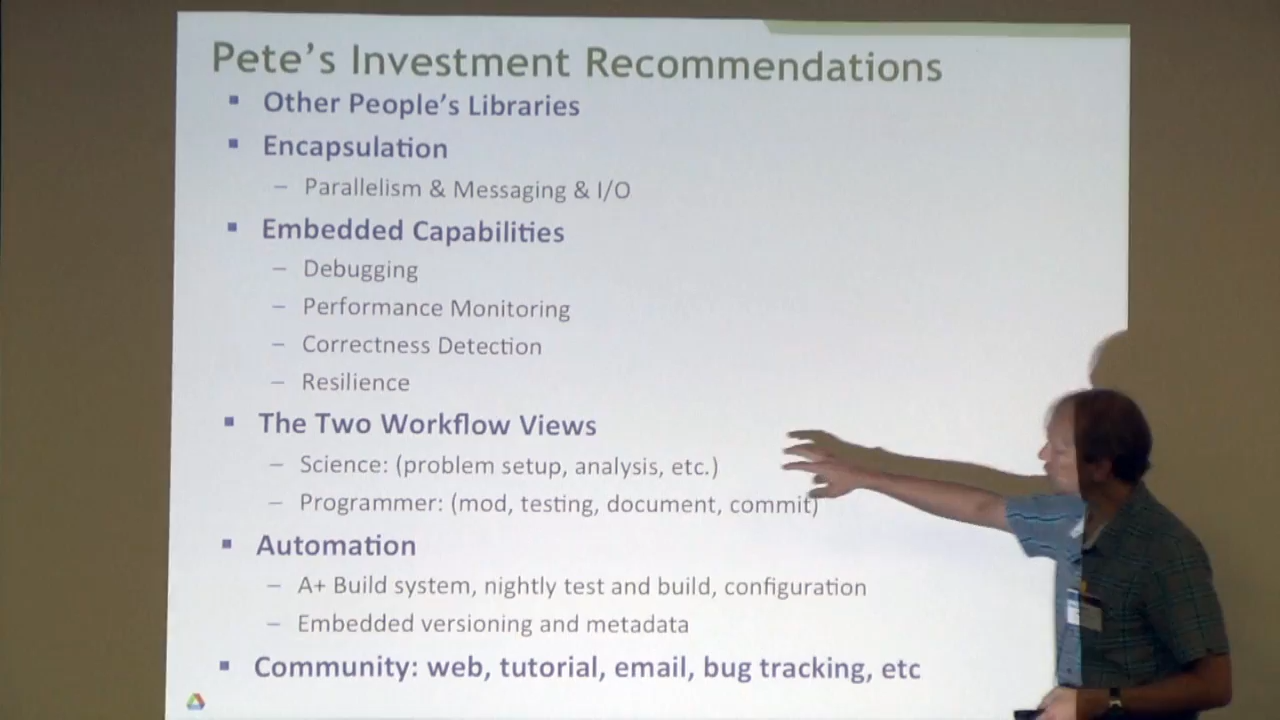 Pete's Investment Recommendations
▪ Other People's Libraries
▪ Encapsulation
– Parallelism & Messaging & I/O
▪ Embedded Capabilities
– Debugging
– Performance Monitoring
– Correctness Detection
– Resilience
▪ The Two Workflow Views
– Science: (problem setup, analysis, etc.)
– Programmer: (mod, testing, document, commit)
▪ Automation
– A+ Build system, nightly test and build, configuration
– Embedded versioning and metadata
▪ Community: web, tutorial, email, bug tracking, etc